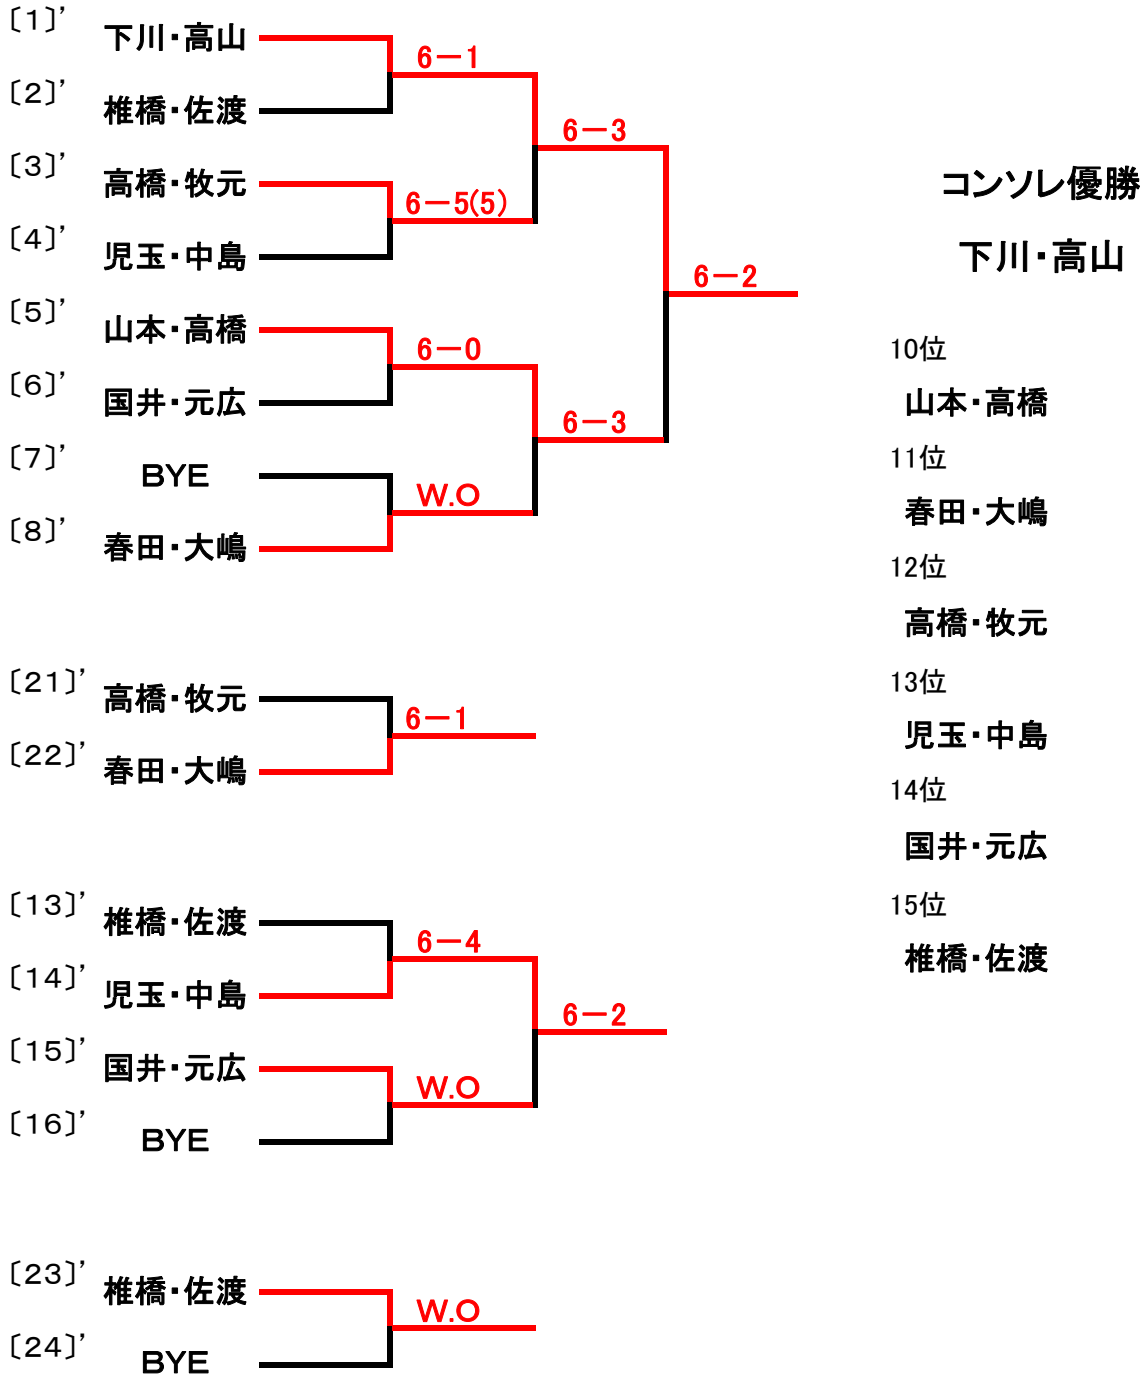 〔1〕’ 下川・高山
6－1
〔2〕’ 椎橋・佐渡
6－3
〔3〕’ 高橋・牧元
6－5(5)
〔4〕’ 児玉・中島
6－2
〔5〕’ 山本・高橋
6－0
〔6〕’ 国井・元広
6－3
〔7〕’ BYE
W.O
〔8〕’ 春田・大嶋
〔21〕’ 高橋・牧元
6－1
〔22〕’ 春田・大嶋
〔13〕’ 椎橋・佐渡
6－4
〔14〕’ 児玉・中島
6－2
〔15〕’ 国井・元広
W.O
〔16〕’ BYE
〔23〕’ 椎橋・佐渡
W.O
〔24〕’ BYE
コンソレ優勝
下川・高山
10位
山本・高橋
11位
春田・大嶋
12位
高橋・牧元
13位
児玉・中島
14位
国井・元広
15位
椎橋・佐渡